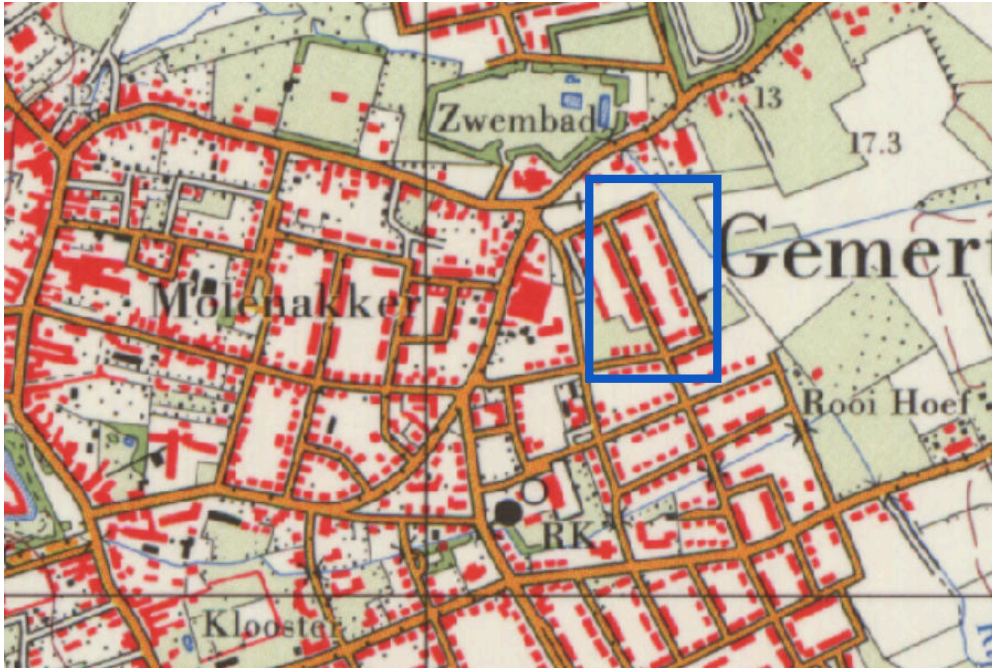 Zwembad
13
17.3
Gemert
Molenakker
Rooi Hoef
RK
Klooster